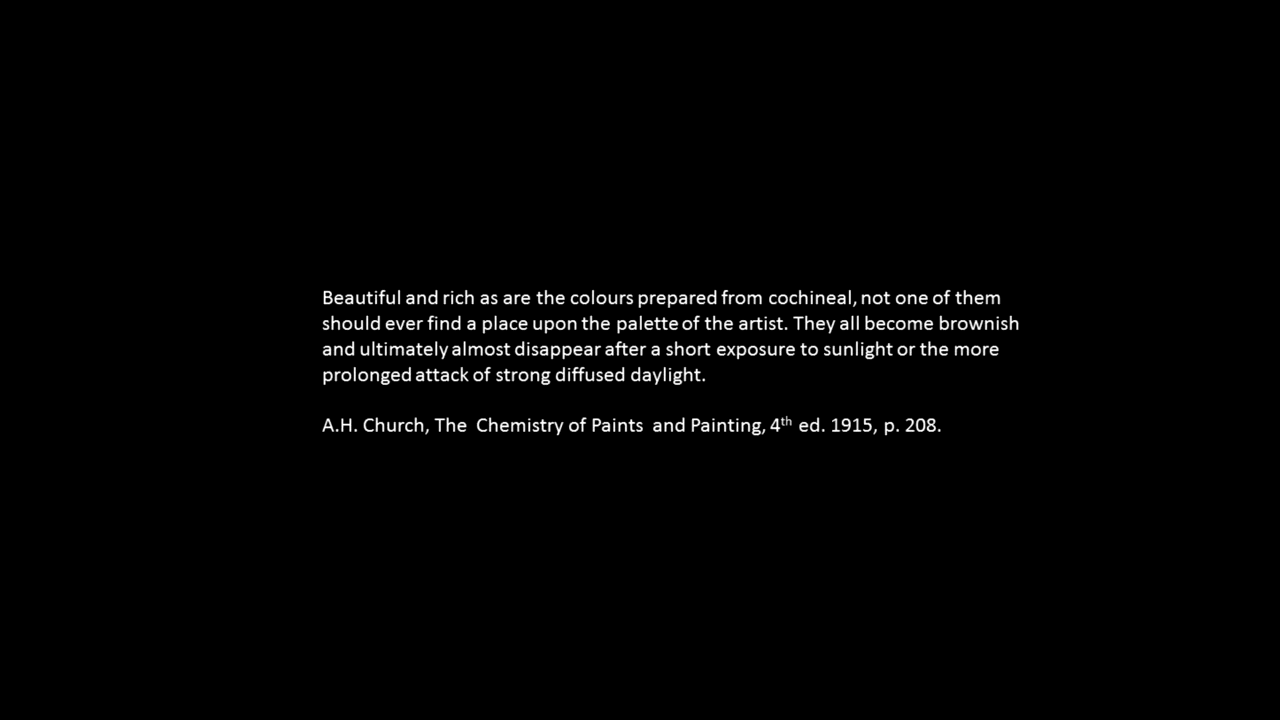 Beautiful and rich as are the colours prepared from cochineal, not one of them
should ever find a place upon the palette of the artist. They all become brownish
and ultimately almost disappear after a short exposure to sunlight or the more
prolonged attack of strong diffused daylight.
A.H. Church, The Chemistry of Paints and Painting, 4th ed. 1915, p. 208.